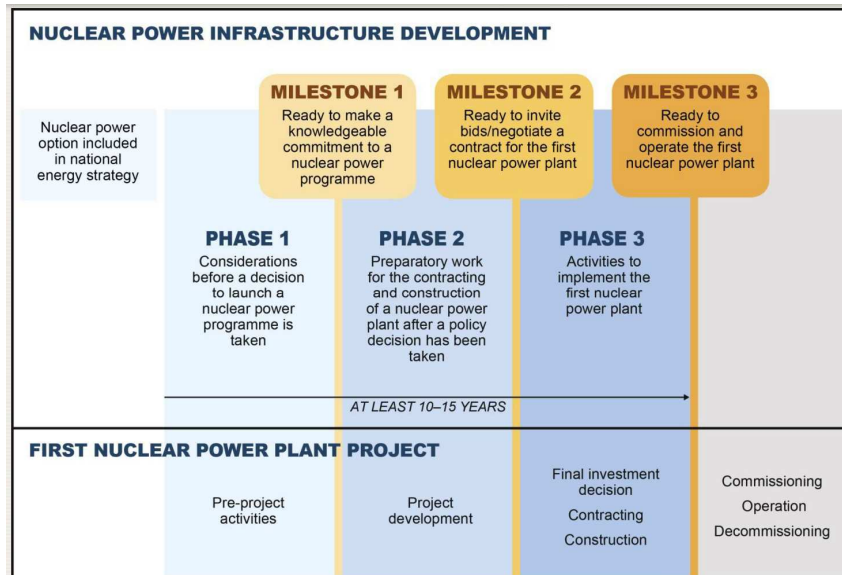 NUCLEAR POWER INFRASTRUCTURE DEVELOPMENT
Nuclear power
option included
in national
energy strategy
MILESTONE 1
Ready to make a
knowledgeable
commitment to a
nuclear power
programme
MILESTONE 2
Ready to invite
bids/negotiate a
contract for the first
nuclear power plant
MILESTONE 3
Ready to
commission and
operate the first
nuclear power plant
PHASE 1
Considerations
before a decision
to launch a
nuclear power
programme is
taken
PHASE 2
Preparatory work
for the contracting
and construction
of a nuclear power
plant after a policy
decision has been
taken
PHASE 3
Activities to
implement the
first nuclear
power plant
AT LEAST 10–15 YEARS
FIRST NUCLEAR POWER PLANT PROJECT
Pre-project
activities
Project
development
Final investment
decision
Contracting
Construction
Commissioning
Operation
Decommissioning